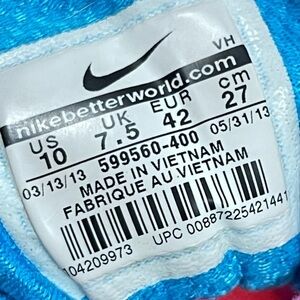 VH
nikebetterworld.com
US UK EUR cm
10 7.5 42 27
599560-400
03/13/13 05/31/13
MADE IN VIETNAM
FABRIQUE AU VIETNAM
UPC 00887225421441
04209973